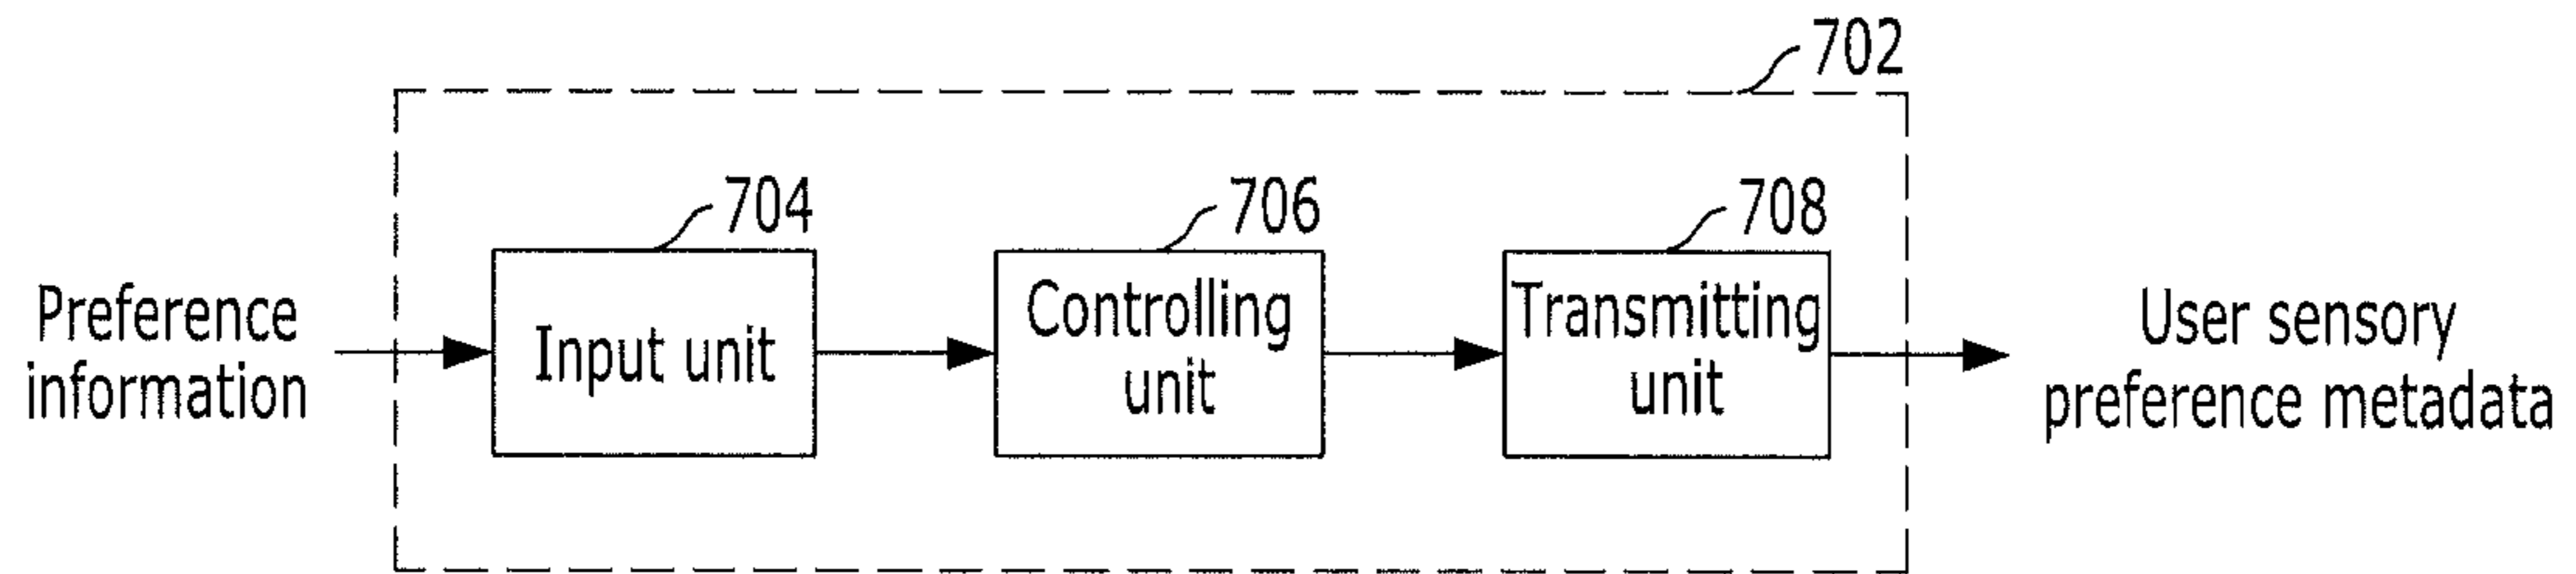 702
704
706
708
Preference
information
Input unit
Controlling
unit
Transmitting
unit
User sensory
preference metadata